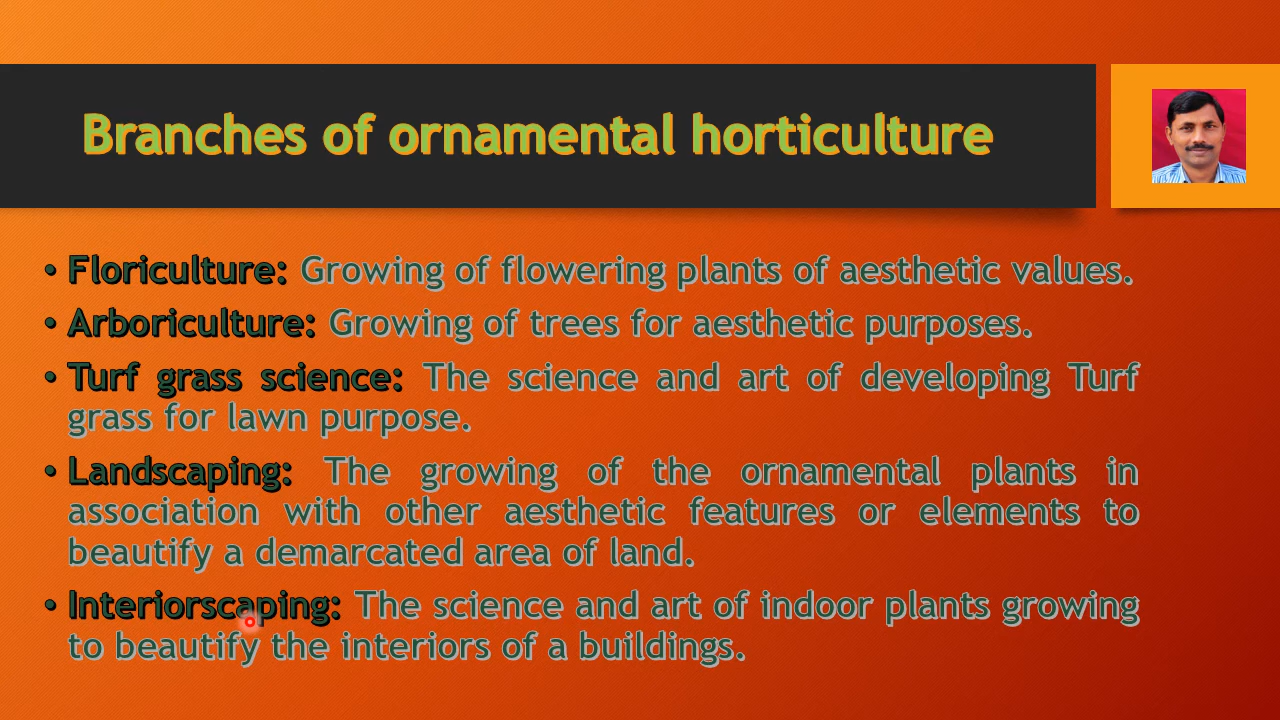 Branches of ornamental horticulture
• Floriculture: Growing of flowering plants of aesthetic values.
• Arboriculture: Growing of trees for aesthetic purposes.
• Turf grass science: The science and art of developing Turf
grass for lawn purpose.
• Landscaping: The growing of the ornamental plants in
association with other aesthetic features or elements to
beautify a demarcated area of land.
• Interiorscaping: The science and art of indoor plants growing
to beautify the interiors of a buildings.